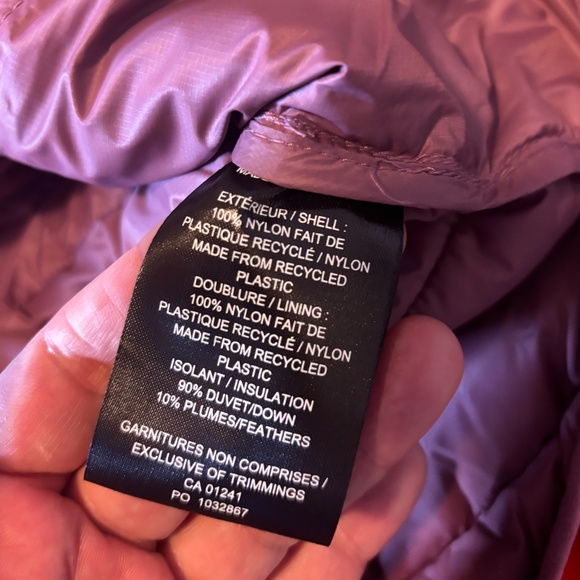 EXTÉRIEUR / SHELL :
100% NYLON FAIT DE
PLASTIQUE RECYCLÉ / NYLON
MADE FROM RECYCLED
PLASTIC
DOUBLURE / LINING :
100% NYLON FAIT DE
PLASTIQUE RECYCLÉ / NYLON
MADE FROM RECYCLED
PLASTIC
ISOLANT / INSULATION
90% DUVET/DOWN
10% PLUMES/FEATHERS
GARNITURES NON COMPRISES /
EXCLUSIVE OF TRIMMINGS
CA 01241
PO 1032867